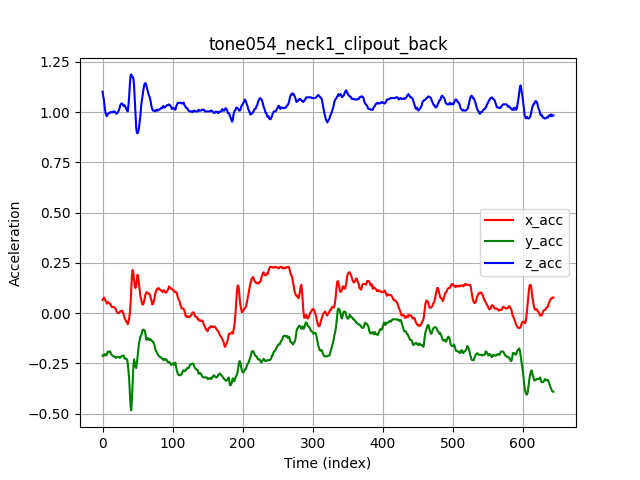 tone054_neck1_clipout_back
1.25
1.00
0.75
0.50
0.25
0.00
−0.25
−0.50
Acceleration
x_acc
y_acc
z_acc
0 100 200 300 400 500 600
Time (index)